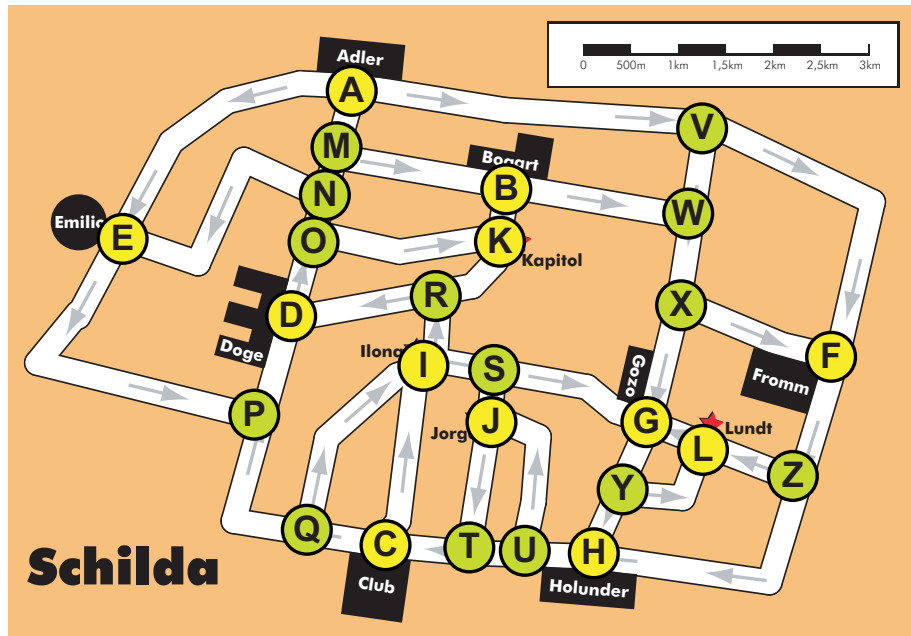 Adler
0 500m 1km 1,5km 2km 2,5km 3km
A
V
M
Bogart
B
N
W
Emilio
E
O
K
Kapitol
R
X
D
Doge
Ilona
I
S
Gozo
F
Fromm
P
Jorge
J
G
L
Lundt
Y
Z
Q
C
T
U
H
Schilda
Club
Holunder